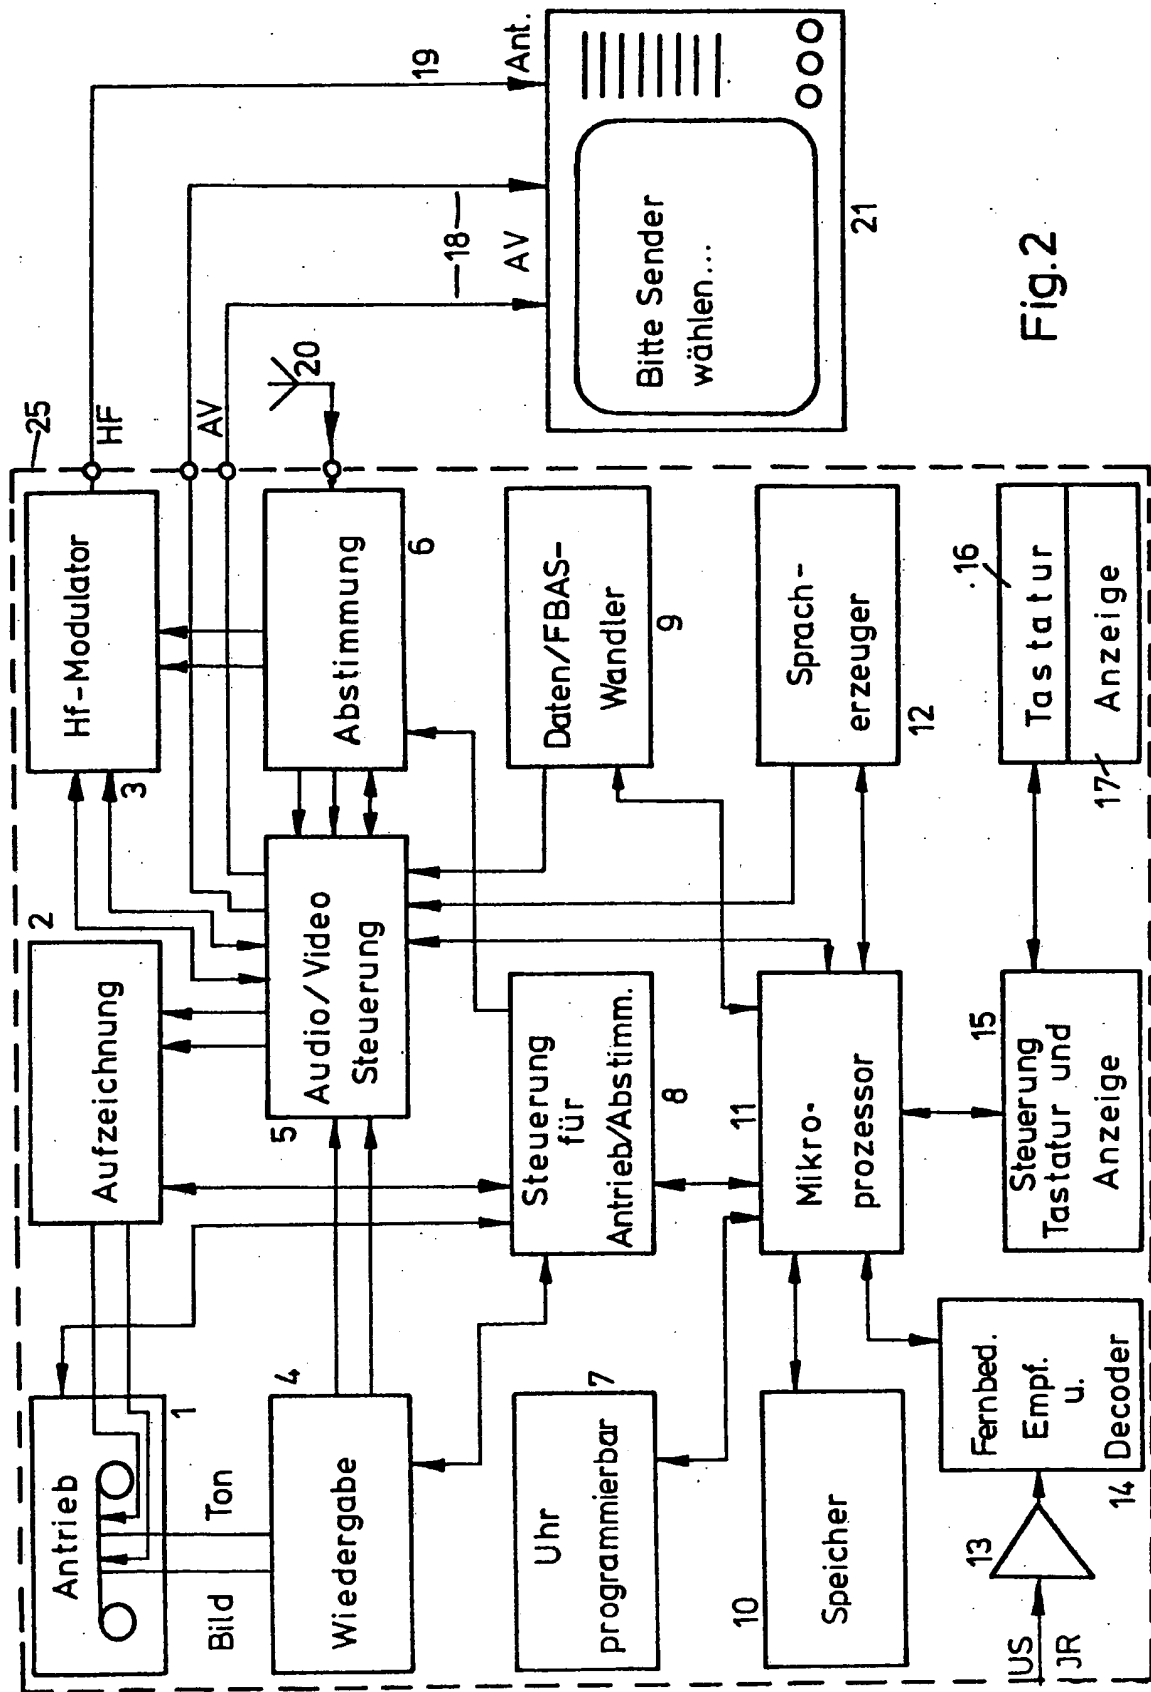 Antrieb
1
Bild
Ton
Aufzeichnung
2
Hf-Modulator
3
25
HF
AV
19
Ant.
18
AV
20
Wiedergabe
4
Audio/Video
Steuerung
5
Abstimmung
6
Bitte Sender
wählen...
21
Uhr
programmierbar
7
Steuerung
für
Antrieb/Abstimm.
8
Daten/FBAS-
Wandler
9
Speicher
10
Mikro-
prozessor
11
Sprach-
erzeuger
12
US
JR
13
Fernbed.
Empf.
u.
Decoder
14
Steuerung
Tastatur und
Anzeige
15
Tastatur
16
Anzeige
17
Fig.2